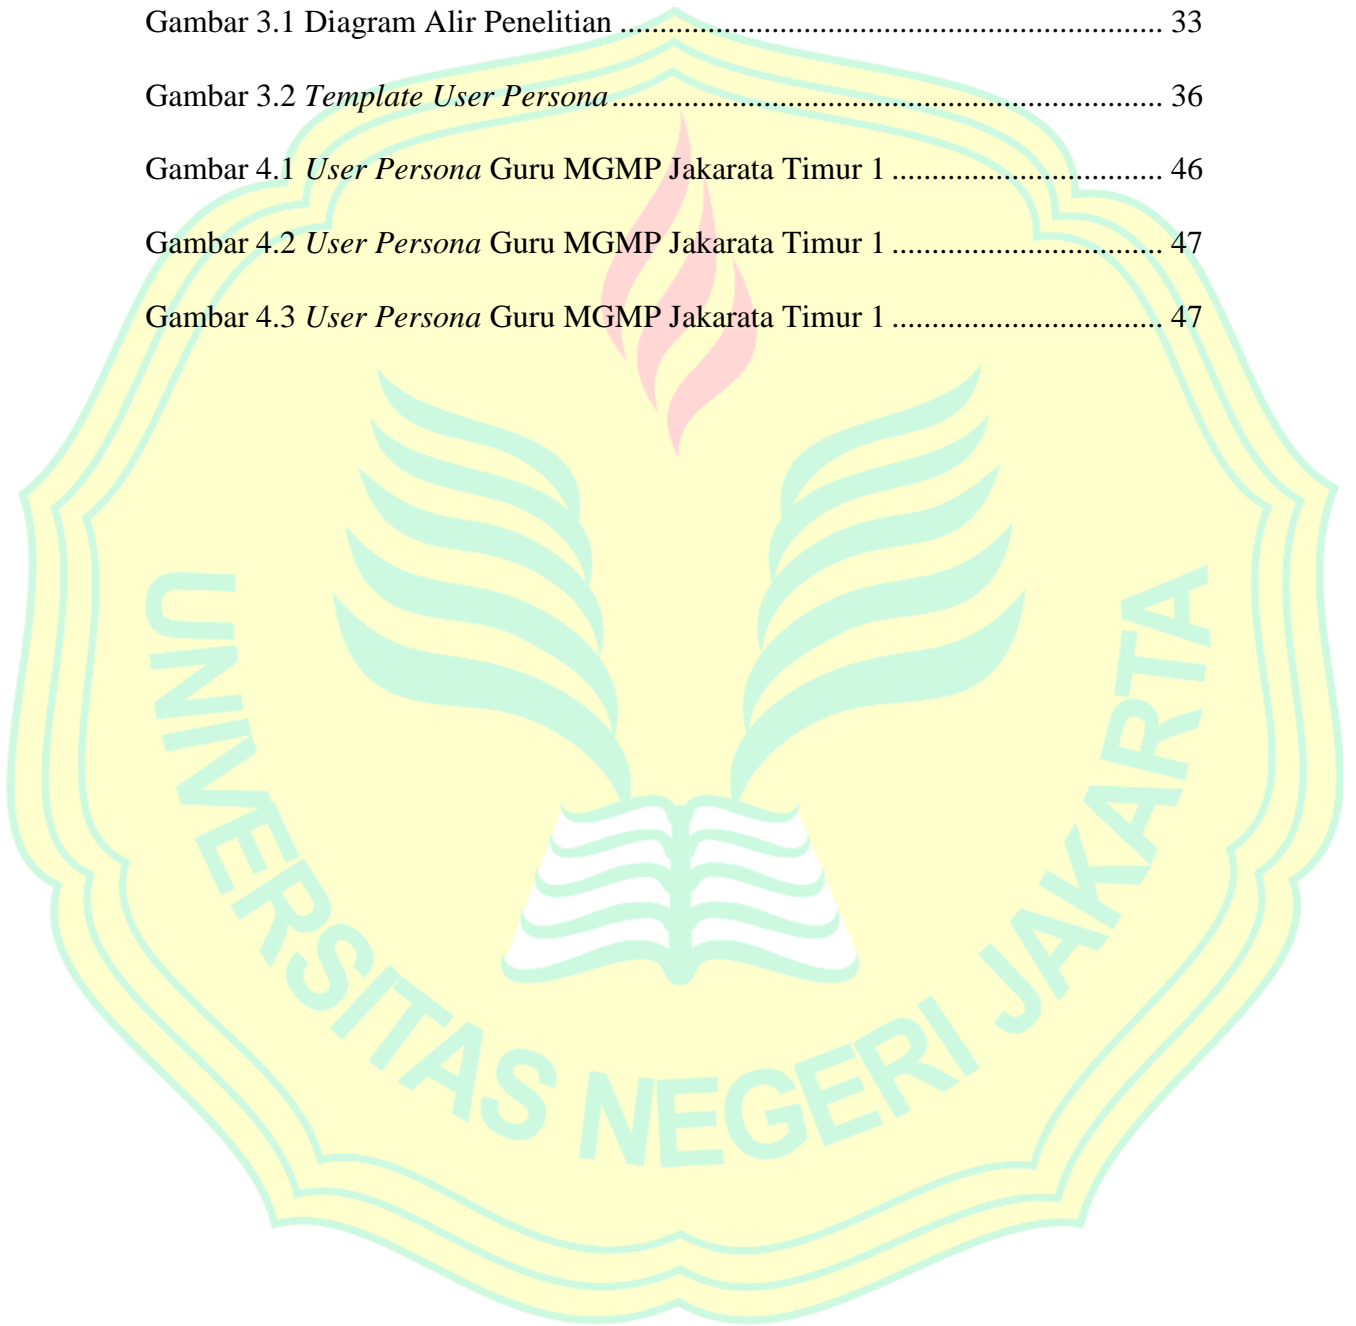 Gambar 3.1 Diagram Alir Penelitian .................................................................... 33
Gambar 3.2 Template User Persona..................................................................... 36
Gambar 4.1 User Persona Guru MGMP Jakarata Timur 1 .................................. 46
Gambar 4.2 User Persona Guru MGMP Jakarata Timur 1 .................................. 47
Gambar 4.3 User Persona Guru MGMP Jakarata Timur 1 .................................. 47
UNIVERSITAS NEGERI JAKARTA